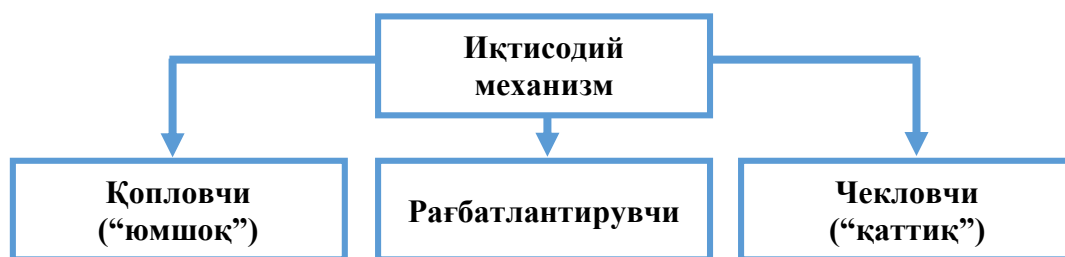 Иқтисодий
механизм
Қопловчи
(“юмшоқ”)
Рағбатлантирувчи
Чекловчи
(“қаттиқ”)